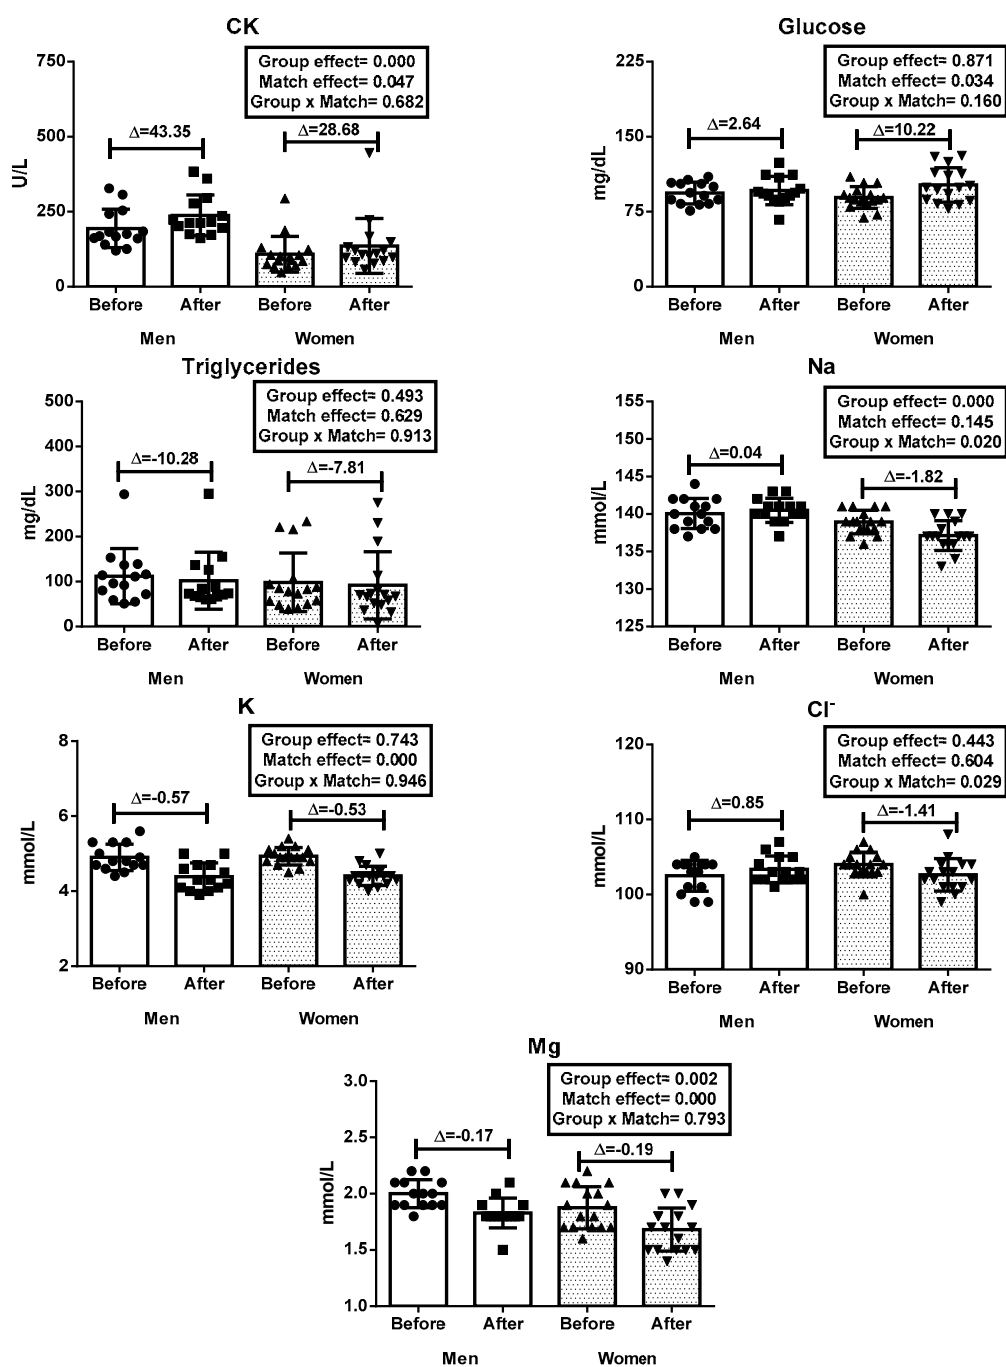 CK
Group effect= 0.000
Match effect= 0.047
Group x Match= 0.682
Δ=43.35
Δ=28.68
U/L
750
500
250
0
Before After Before After
Men Women
Glucose
Group effect= 0.871
Match effect= 0.034
Group x Match= 0.160
Δ=2.64
Δ=10.22
mg/dL
225
150
75
0
Before After Before After
Men Women
Triglycerides
Group effect= 0.493
Match effect= 0.629
Group x Match= 0.913
Δ=-10.28
Δ=-7.81
mg/dL
500
400
300
200
100
0
Before After Before After
Men Women
Na
Group effect= 0.000
Match effect= 0.145
Group x Match= 0.020
Δ=0.04
Δ=-1.82
mmol/L
155
150
145
140
135
130
125
Before After Before After
Men Women
K
Group effect= 0.743
Match effect= 0.000
Group x Match= 0.946
Δ=-0.57
Δ=-0.53
mmol/L
8
6
4
2
Before After Before After
Men Women
Cl⁻
Group effect= 0.443
Match effect= 0.604
Group x Match= 0.029
Δ=0.85
Δ=-1.41
mmol/L
120
110
100
90
Before After Before After
Men Women
Mg
Group effect= 0.002
Match effect= 0.000
Group x Match= 0.793
Δ=-0.17
Δ=-0.19
mmol/L
3.0
2.5
2.0
1.5
1.0
Before After Before After
Men Women